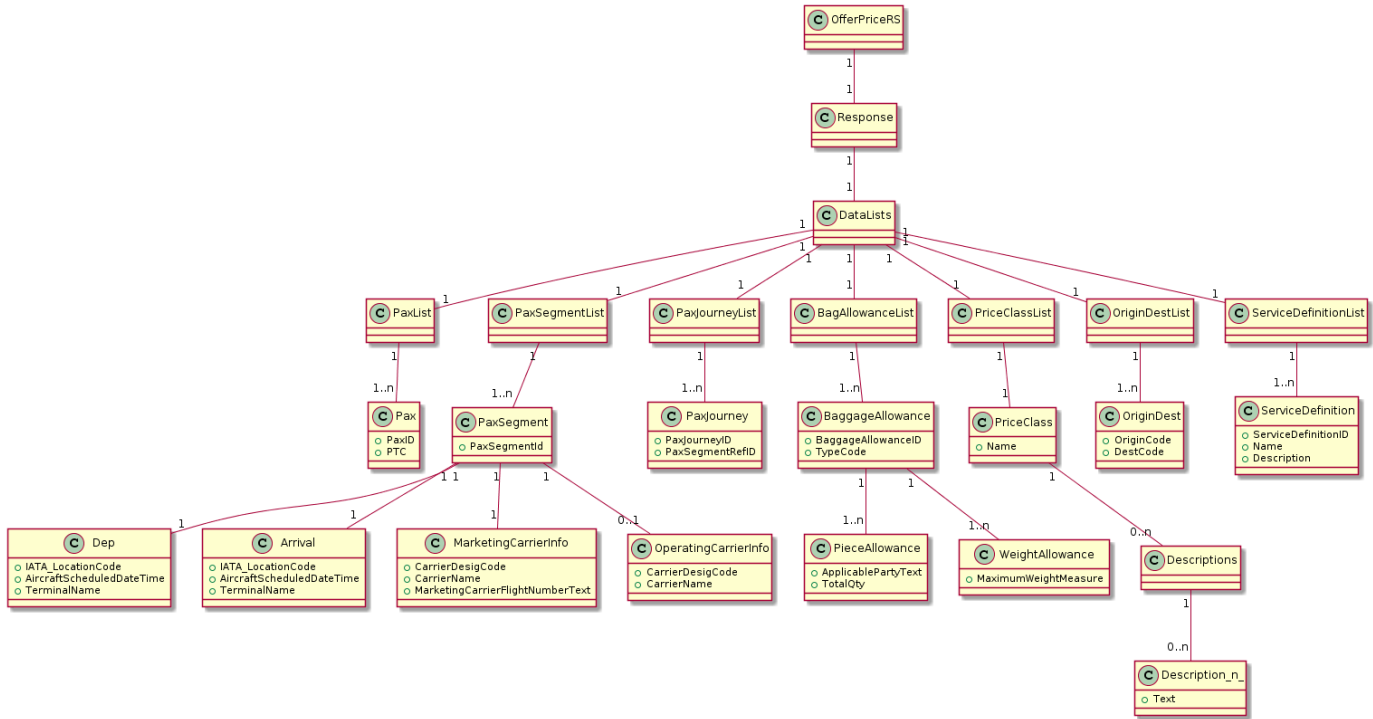 C OfferPriceRS
1
1
C Response
1
1
C DataLists
1 1
1 1 1 1 1
1 1 1 1 1 1 1
C PaxList C PaxSegmentList C PaxJourneyList C BagAllowanceList C PriceClassList C OriginDestList C ServiceDefinitionList
1 1 1 1 1 1 1
1..n 1..n 1..n 1..n 1 1..n 1..n
C Pax
PaxID
PTC
C PaxSegment
PaxSegmentId
C PaxJourney
PaxJourneyID
PaxSegmentRefID
C BaggageAllowance
BaggageAllowanceID
TypeCode
C PriceClass
Name
C OriginDest
OriginCode
DestCode
C ServiceDefinition
ServiceDefinitionID
Name
Description
1 1 1 1 1 1 1
1 1 1 0..1 1..n 1..n 0..n
C Dep
IATA_LocationCode
AircraftScheduledDateTime
TerminalName
C Arrival
IATA_LocationCode
AircraftScheduledDateTime
TerminalName
C MarketingCarrierInfo
CarrierDesigCode
CarrierName
MarketingCarrierFlightNumberText
C OperatingCarrierInfo
CarrierDesigCode
CarrierName
C PieceAllowance
ApplicablePartyText
TotalQty
C WeightAllowance
MaximumWeightMeasure
C Descriptions
1
0..n
C Description_n_
Text